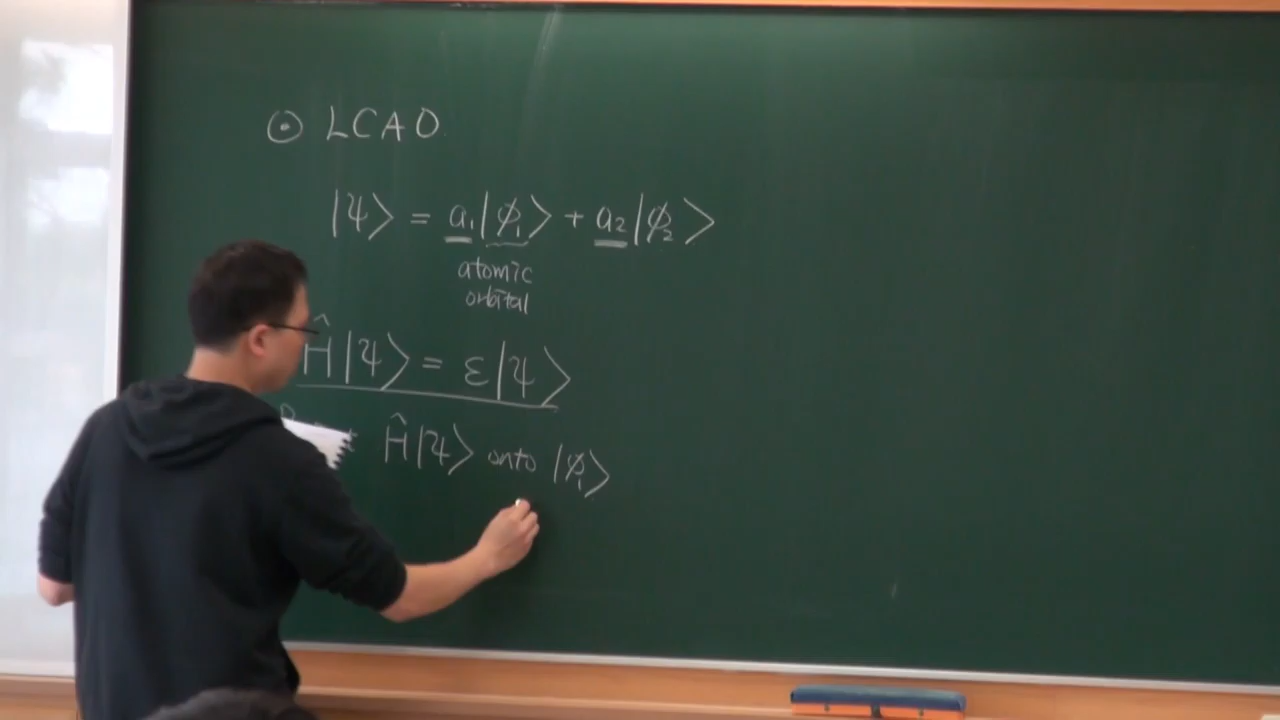 ⊙ LCAO
|Ψ⟩ = a₁|φ₁⟩ + a₂|φ₂⟩
atomic
orbital
Ĥ|Ψ⟩ = ε|Ψ⟩
Ĥ|Ψ⟩ onto |φ₁⟩